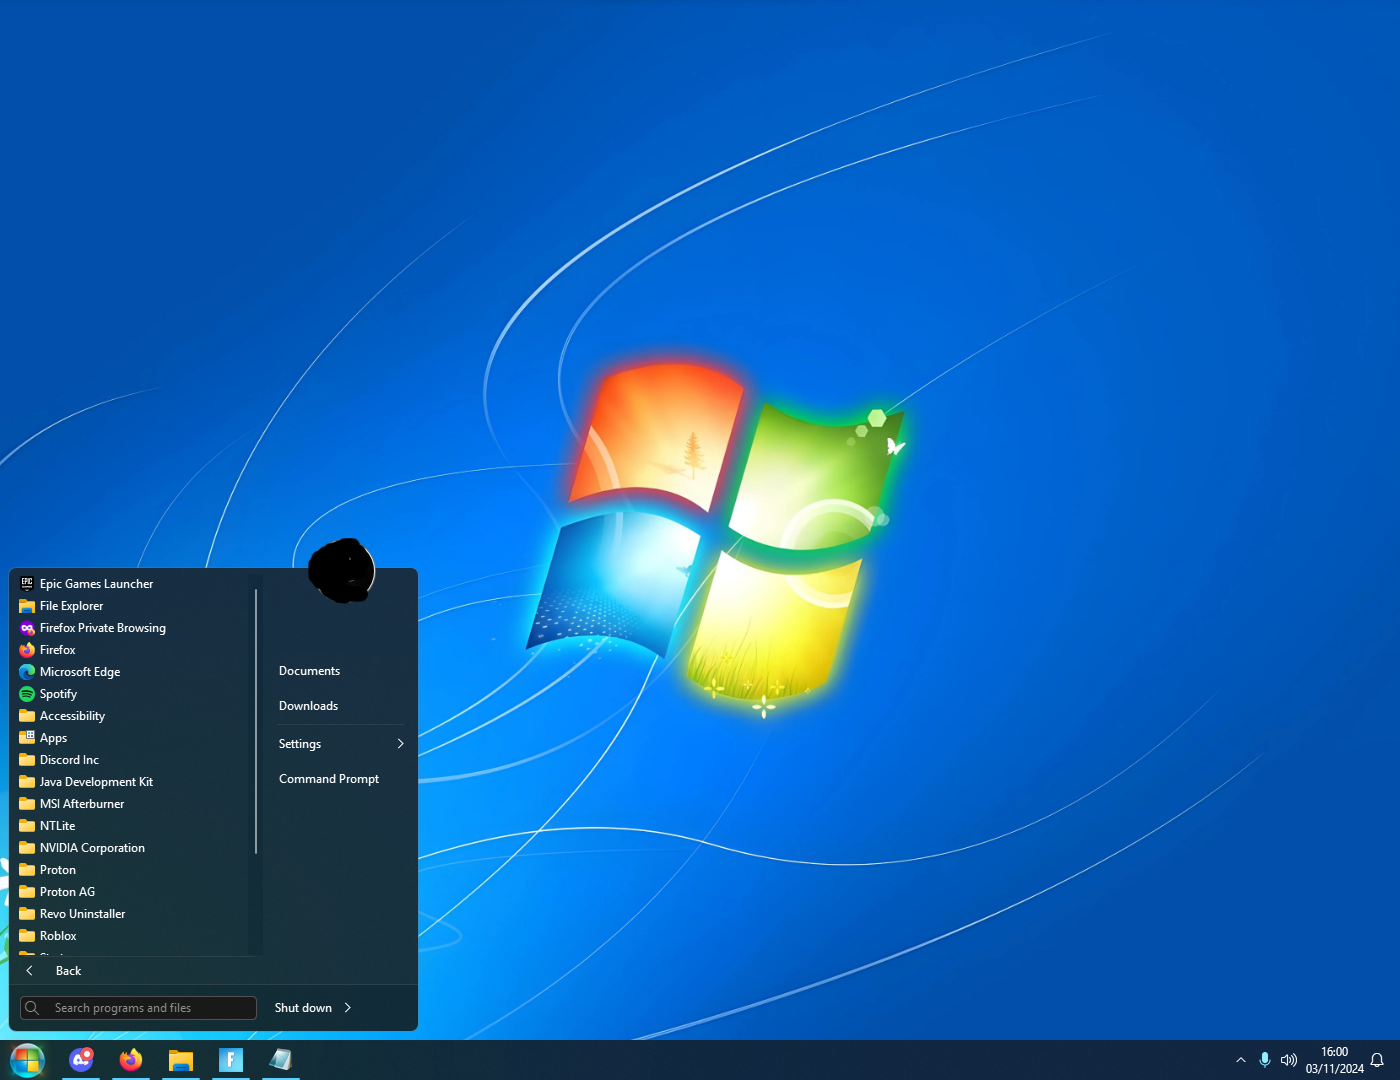 Epic Games Launcher
File Explorer
Firefox Private Browsing
Firefox
Microsoft Edge
Spotify
Accessibility
Apps
Discord Inc
Java Development Kit
MSI Afterburner
NTLite
NVIDIA Corporation
Proton
Proton AG
Revo Uninstaller
Roblox
Back
Search programs and files
Documents
Downloads
Settings
Command Prompt
Shut down
16:00
03/11/2024